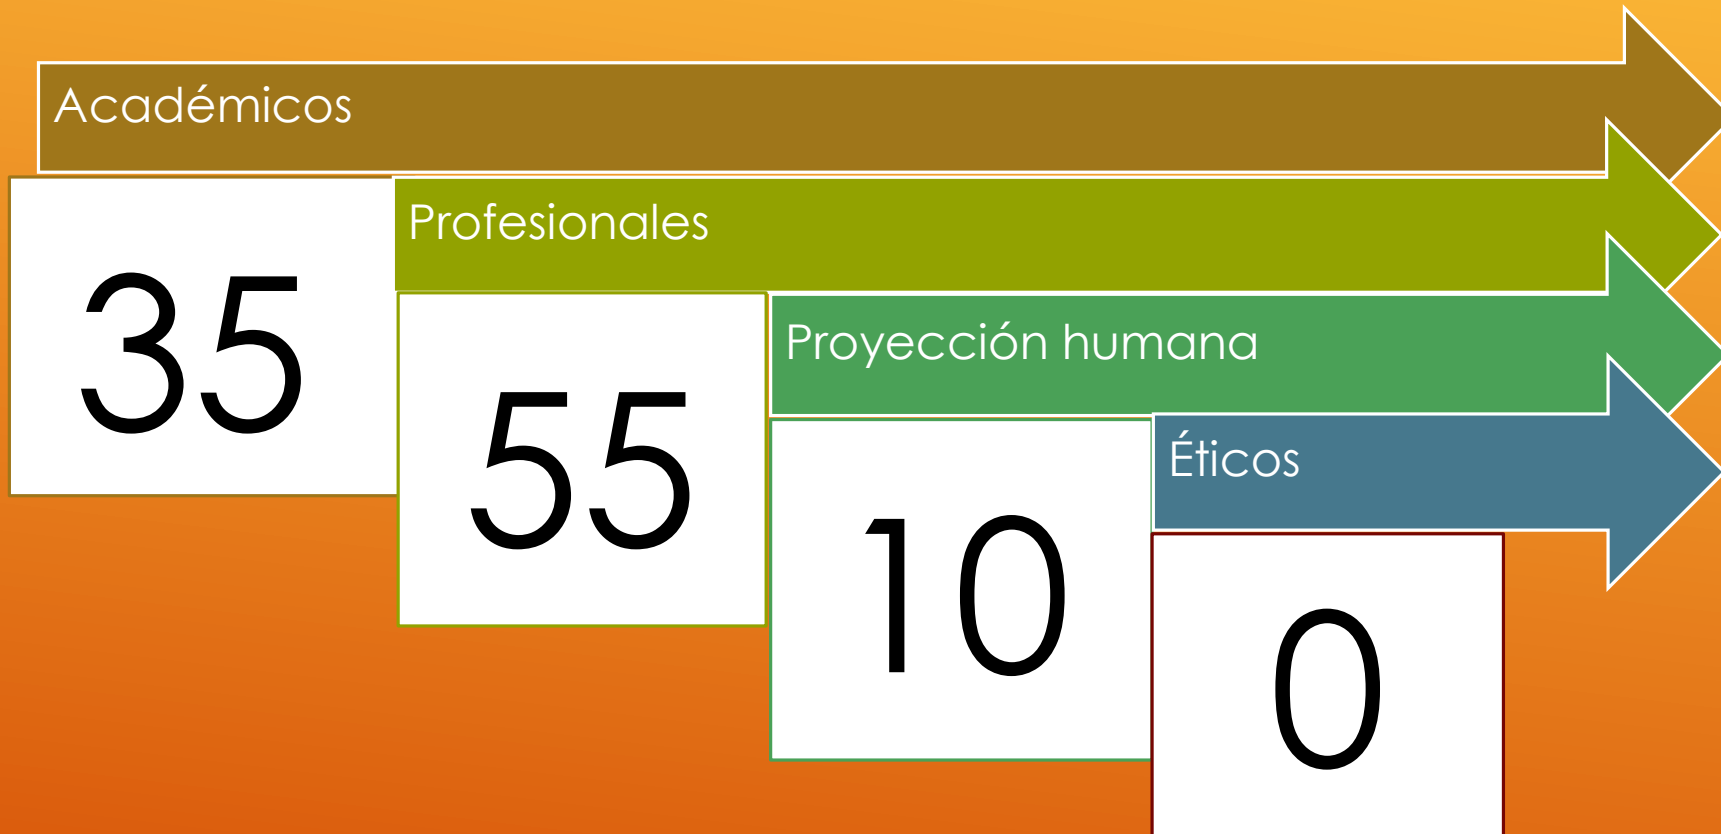 Académicos
35
Profesionales
55
Proyección humana
10
Éticos
0